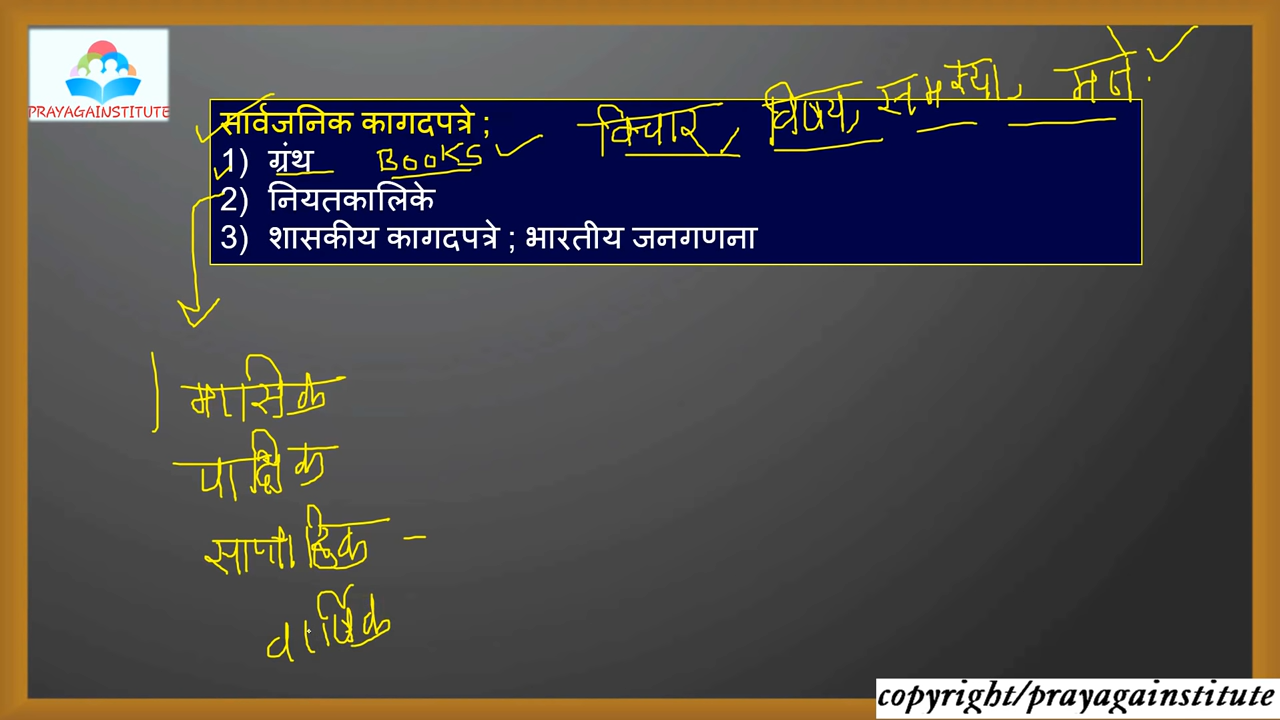 PRAYAGAINSTITUTE
विचार, विषय, समस्या, मते.
सार्वजनिक कागदपत्रे ;
1) ग्रंथ BOOKS
2) नियतकालिके
3) शासकीय कागदपत्रे ; भारतीय जनगणना
मासिक
पाक्षिक
साप्ताहिक -
वार्षिक
copyright/prayagainstitute